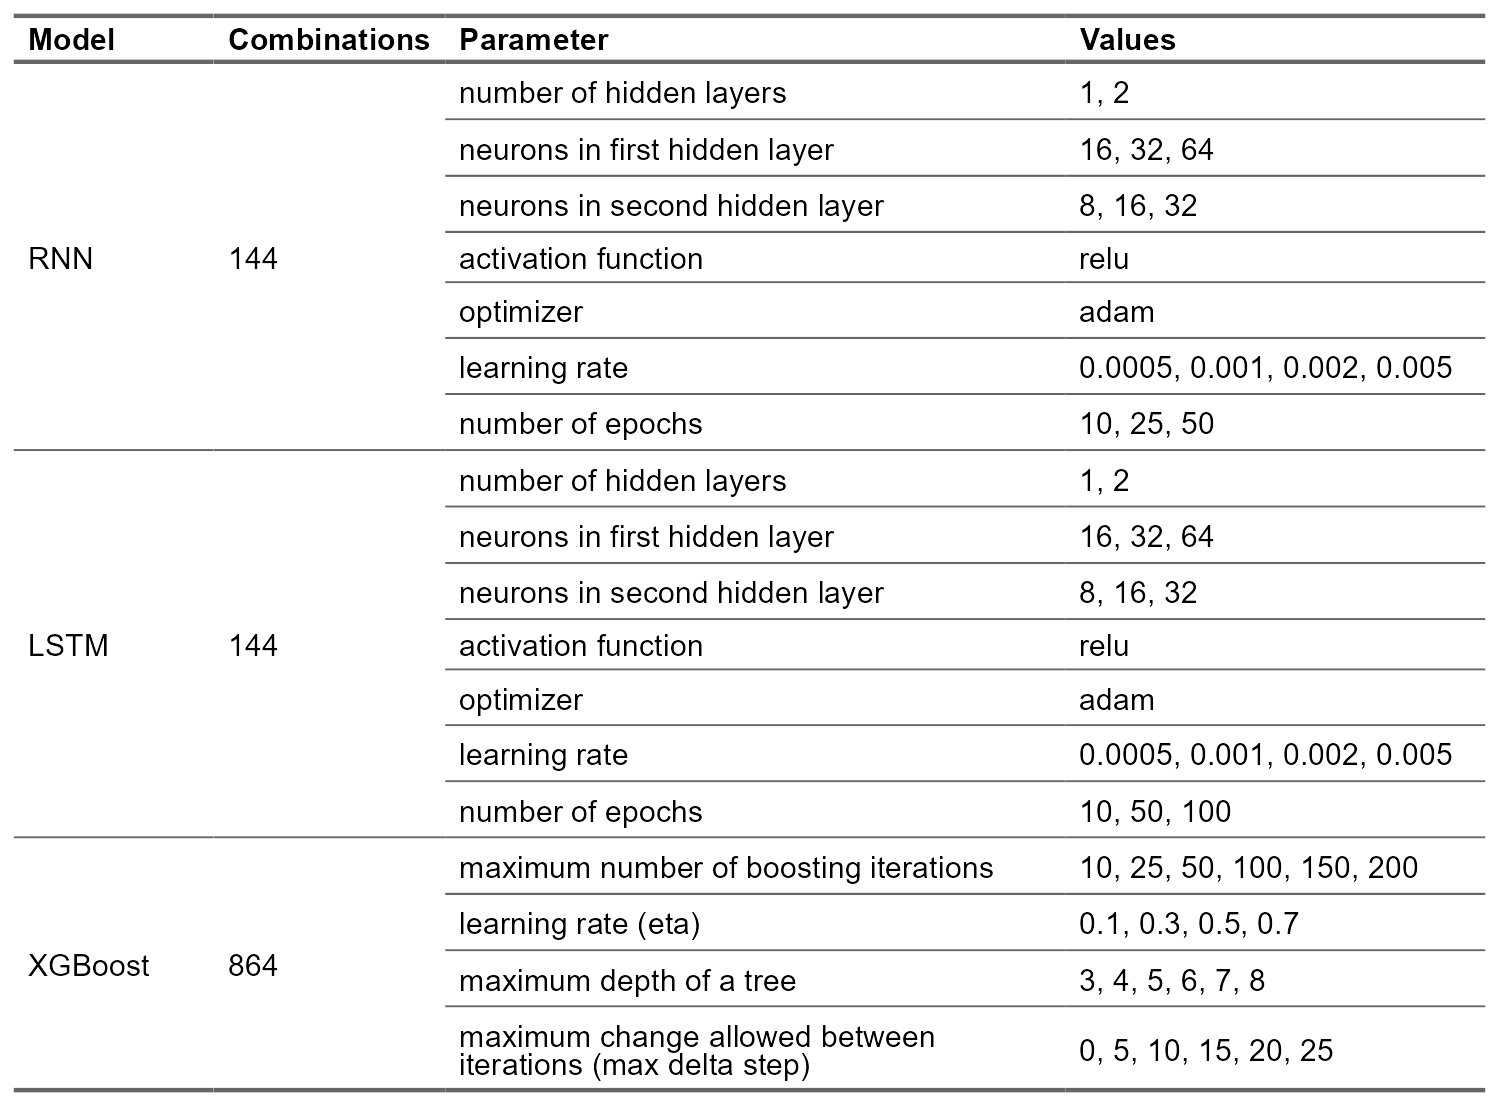 Model Combinations Parameter Values
number of hidden layers 1, 2
neurons in first hidden layer 16, 32, 64
neurons in second hidden layer 8, 16, 32
RNN 144 activation function relu
optimizer adam
learning rate 0.0005, 0.001, 0.002, 0.005
number of epochs 10, 25, 50
number of hidden layers 1, 2
neurons in first hidden layer 16, 32, 64
neurons in second hidden layer 8, 16, 32
LSTM 144 activation function relu
optimizer adam
learning rate 0.0005, 0.001, 0.002, 0.005
number of epochs 10, 50, 100
maximum number of boosting iterations 10, 25, 50, 100, 150, 200
learning rate (eta) 0.1, 0.3, 0.5, 0.7
XGBoost 864
maximum depth of a tree 3, 4, 5, 6, 7, 8
maximum change allowed between
iterations (max delta step) 0, 5, 10, 15, 20, 25